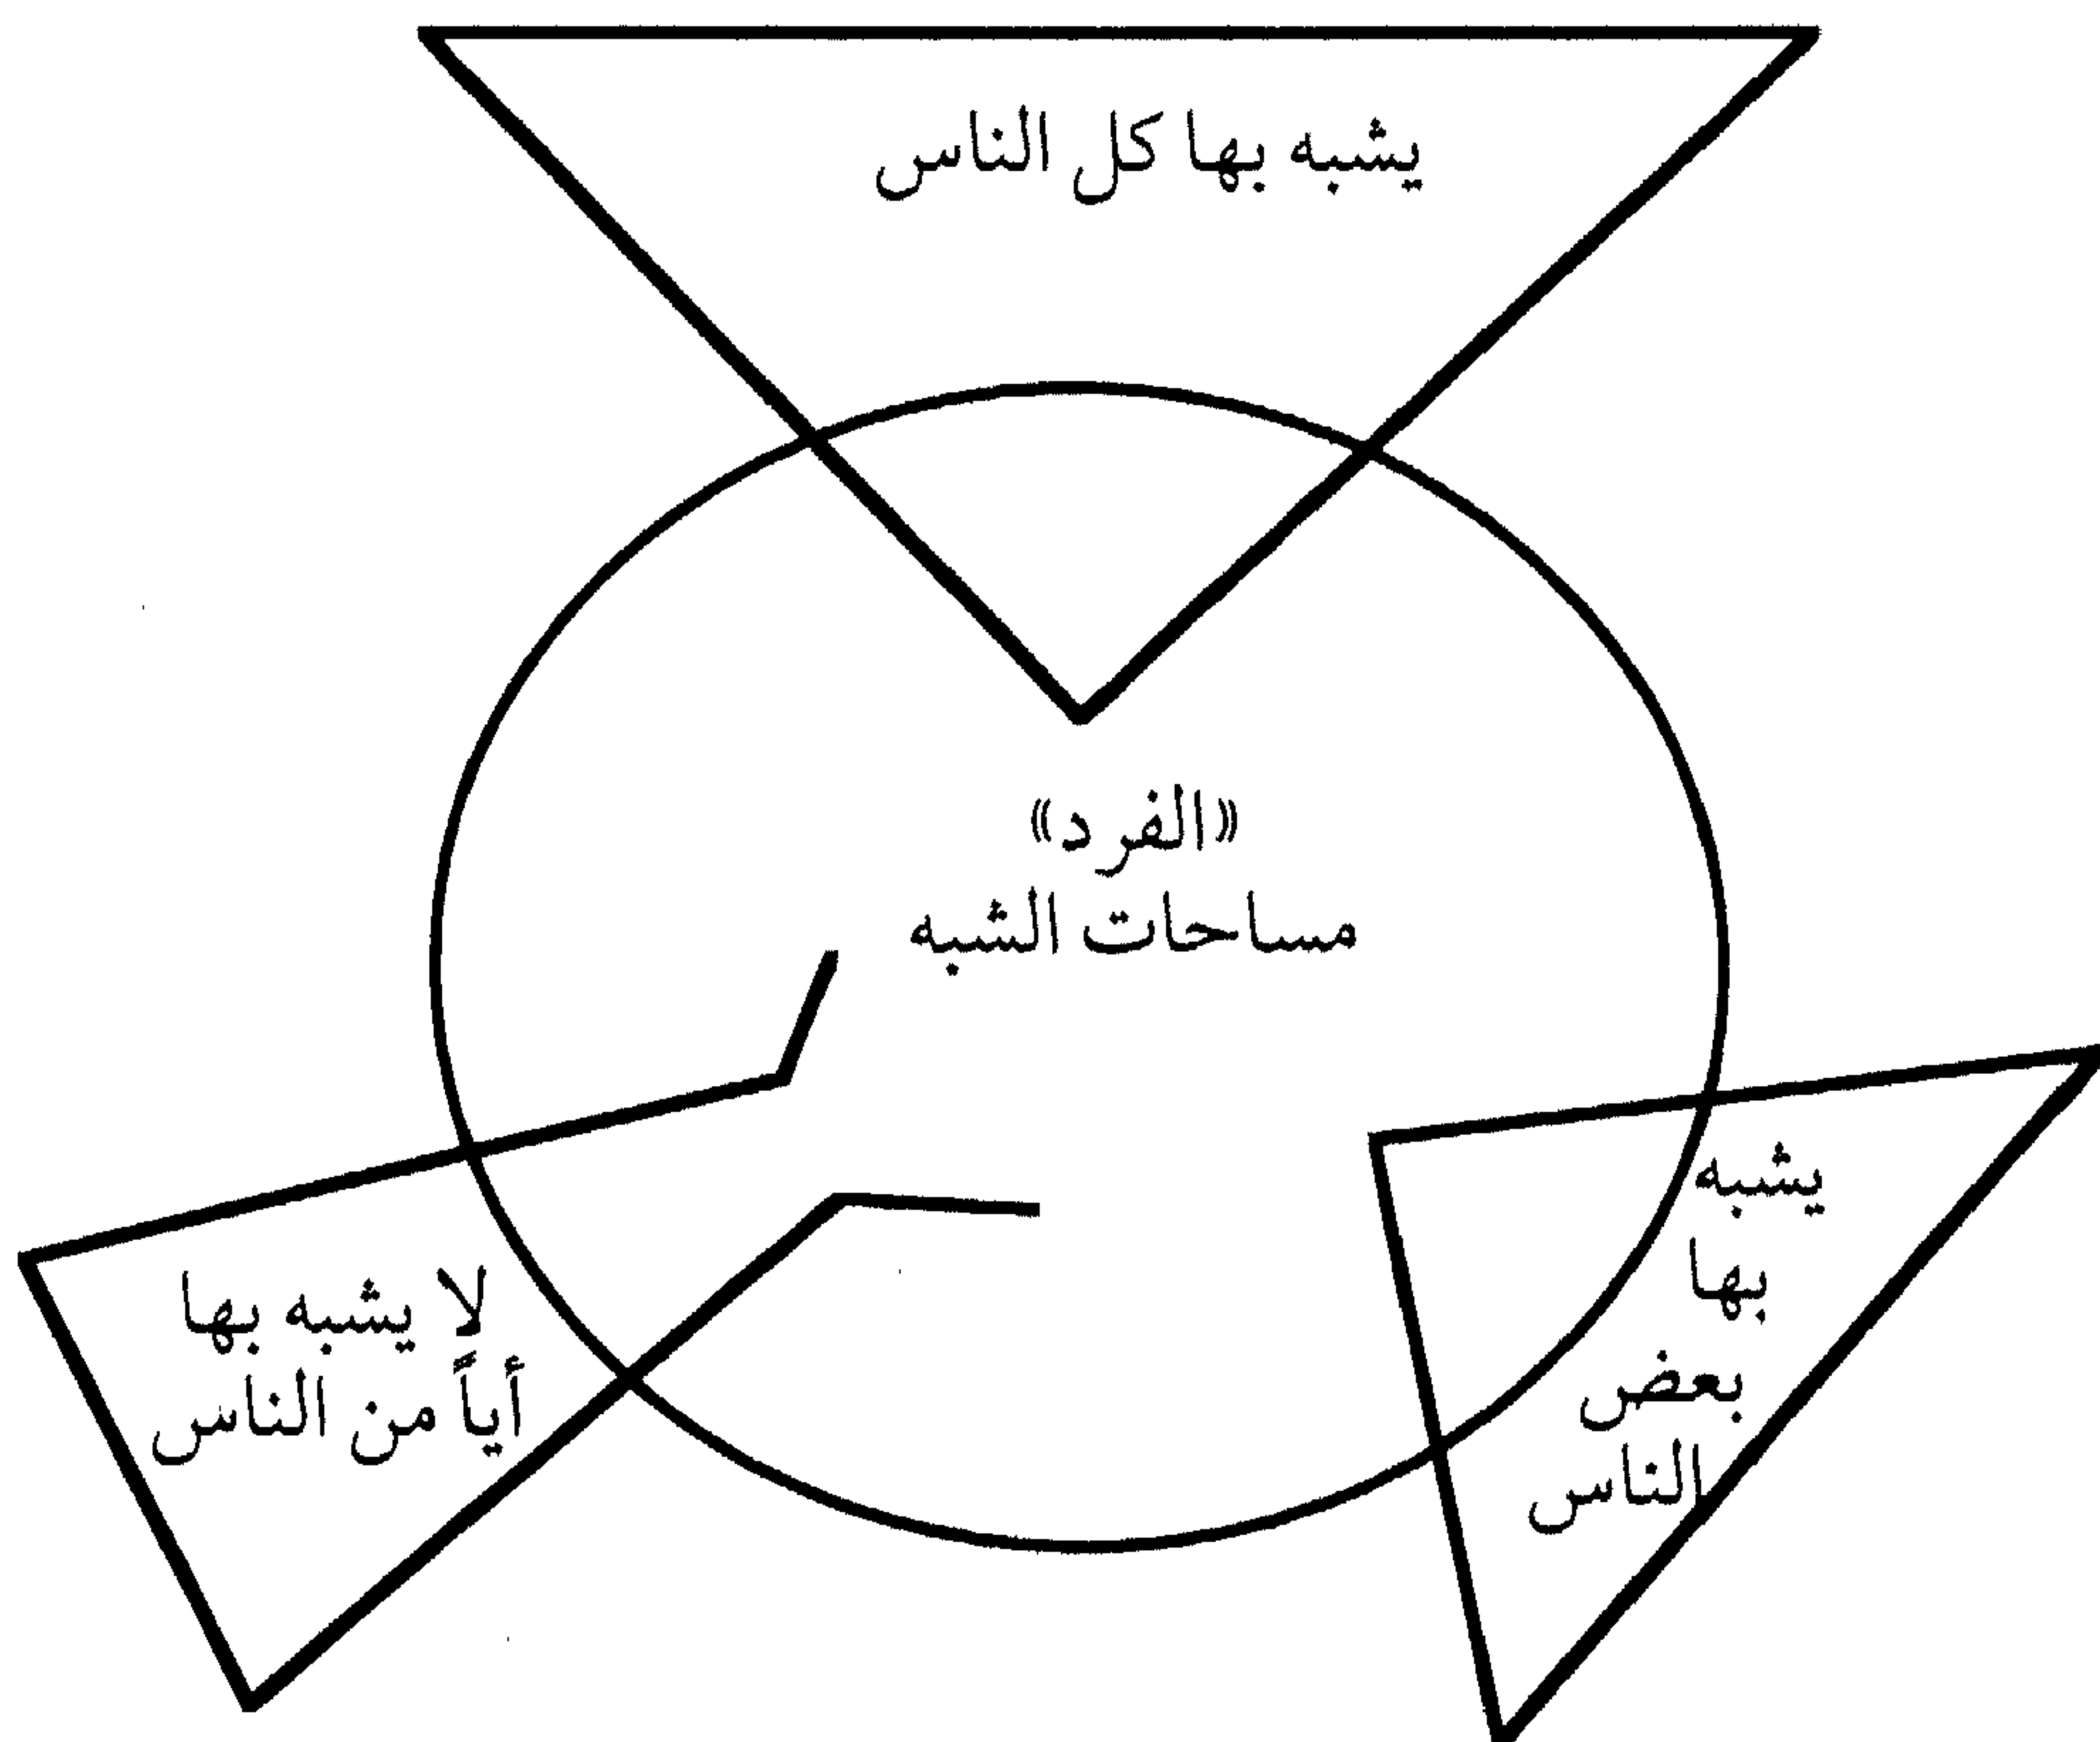 يشبه بها كل الناس
«الفرد»
مساحات الشبه
يشبه
بها
بعض
الناس
لا يشبه بها
أياً من الناس